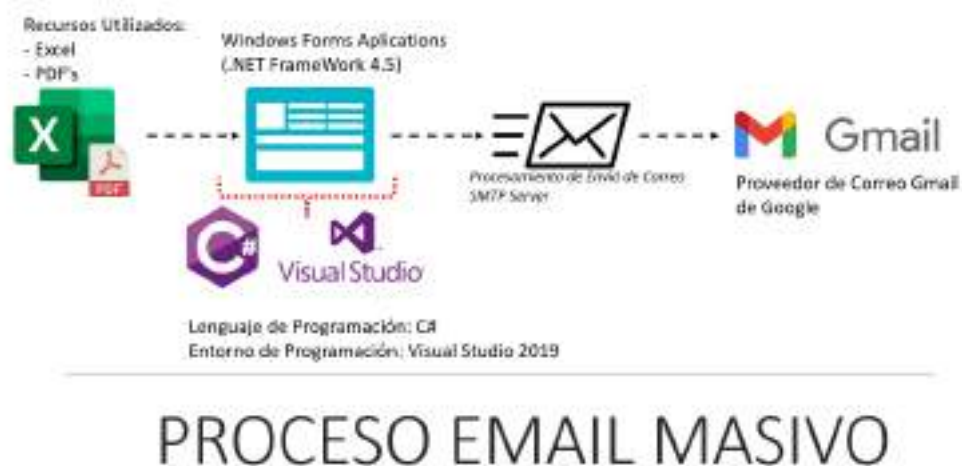 Recursos Utilizados:
- Excel
- PDF's
Windows Forms Aplications
(.NET FrameWork 4.5)
X
PDF
Gmail
Procesamiento de Envío de Correo
SMTP Server
Proveedor de Correo Gmail
de Google
C#
Visual Studio
Lenguaje de Programación: C#
Entorno de Programación: Visual Studio 2019
PROCESO EMAIL MASIVO